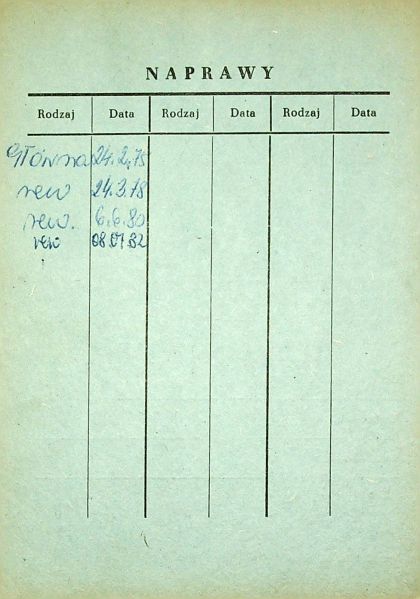 NAPRAWY
Rodzaj Data Rodzaj Data Rodzaj Data
Główna 24.2.75
rew 24.3.78
rew. 6.6.80
rew 08.07.82